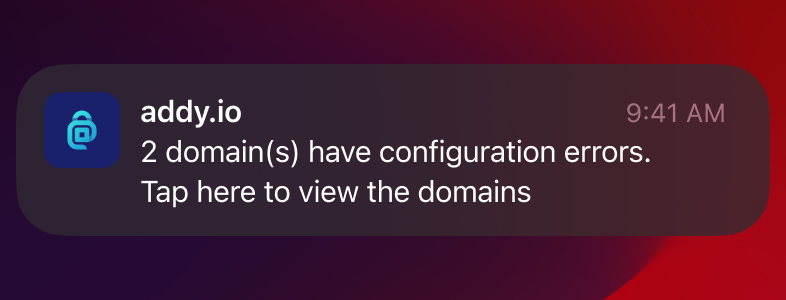 addy.io 9:41 AM
2 domain(s) have configuration errors.
Tap here to view the domains